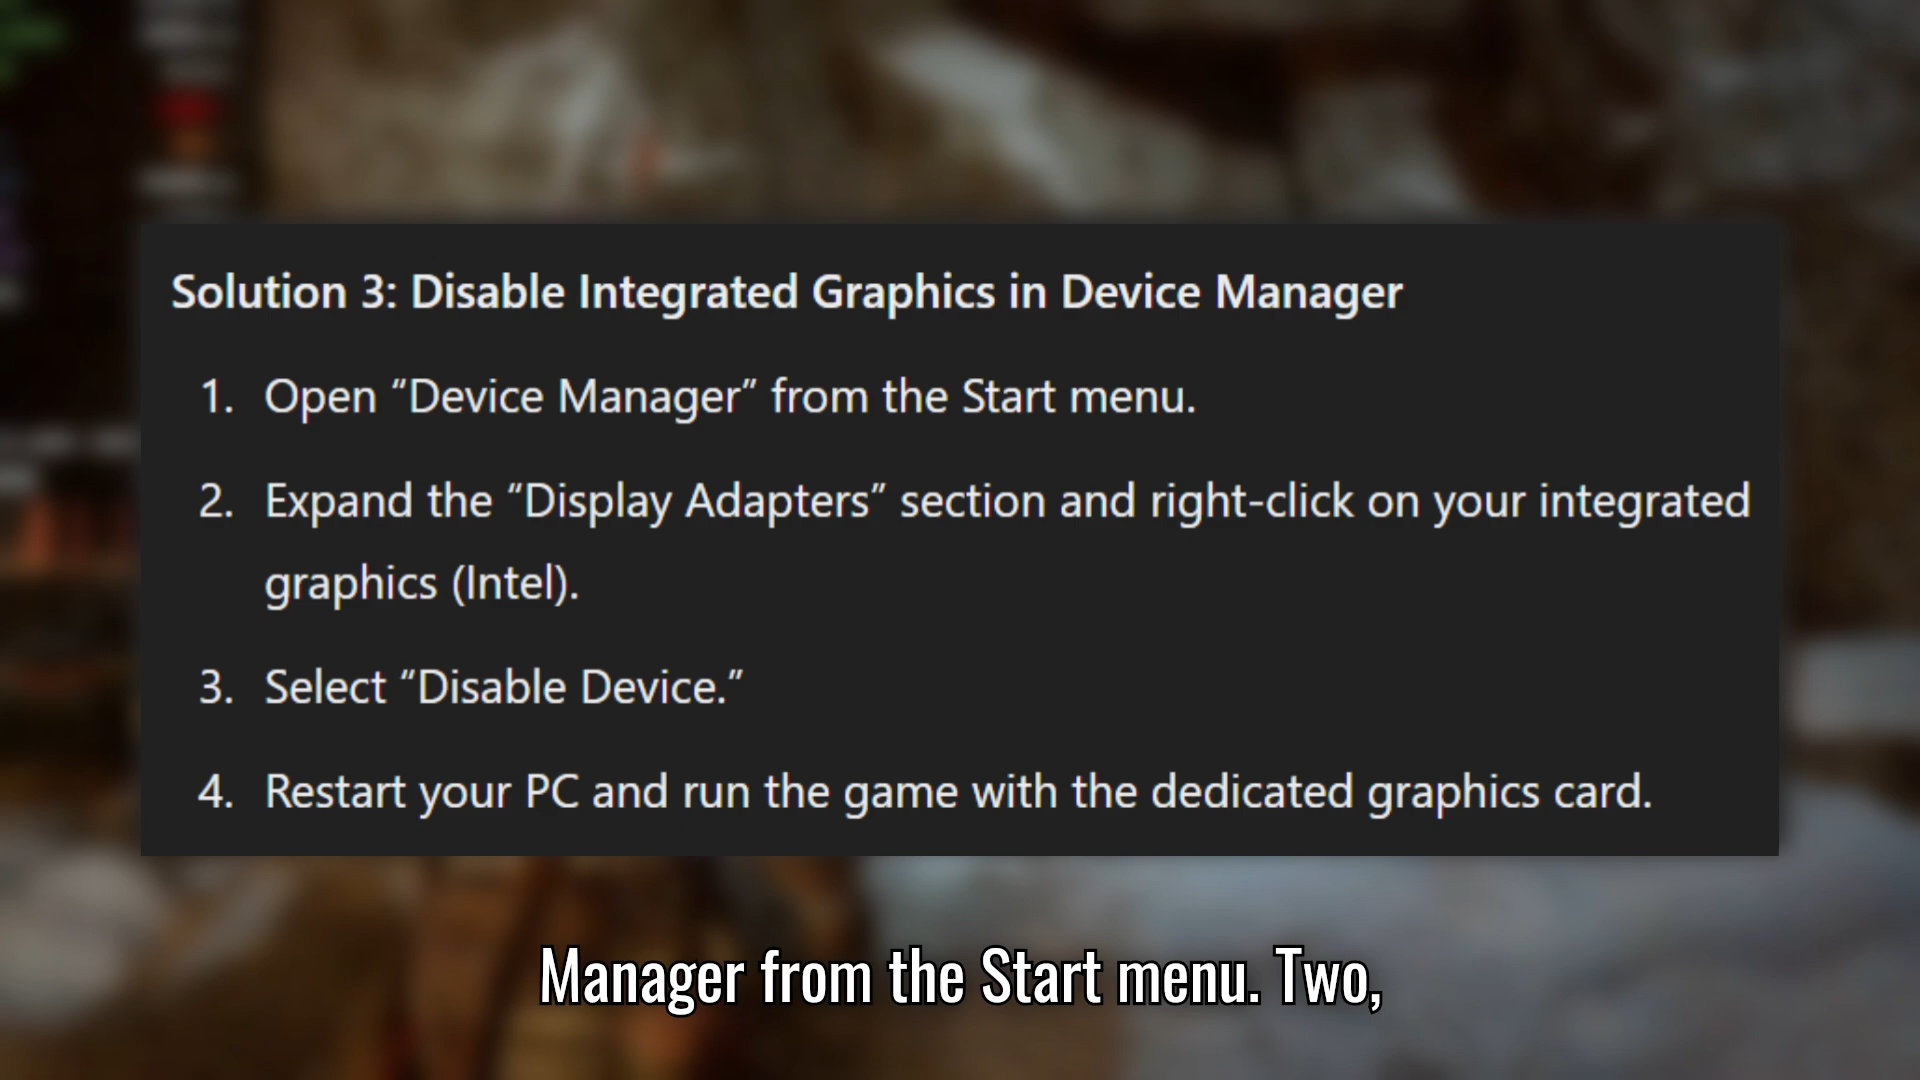 Solution 3: Disable Integrated Graphics in Device Manager
1. Open “Device Manager” from the Start menu.
2. Expand the “Display Adapters” section and right-click on your integrated
graphics (Intel).
3. Select “Disable Device.”
4. Restart your PC and run the game with the dedicated graphics card.
Manager from the Start menu. Two,